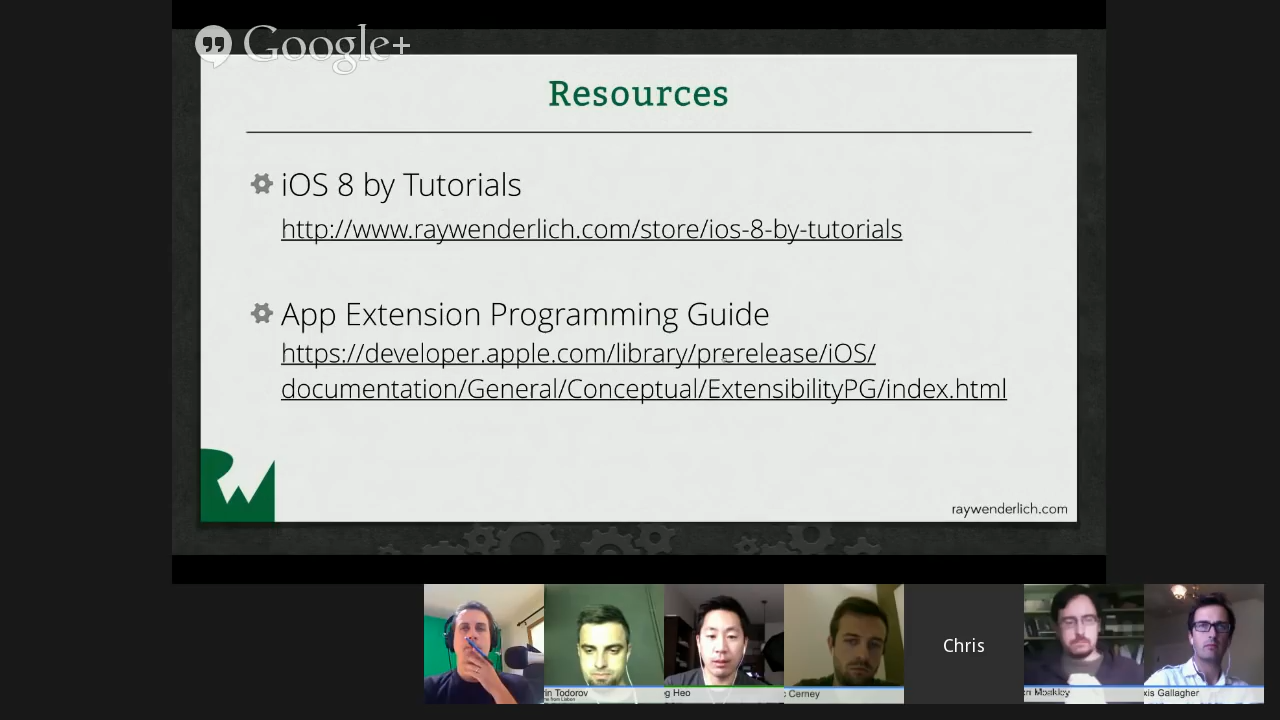 Google+
Resources
iOS 8 by Tutorials
http://www.raywenderlich.com/store/ios-8-by-tutorials
App Extension Programming Guide
https://developer.apple.com/library/prerelease/iOS/
documentation/General/Conceptual/ExtensibilityPG/index.html
raywenderlich.com
Chris
in Todorov
g Heo
c Cerney
n Moakley
xis Gallagher